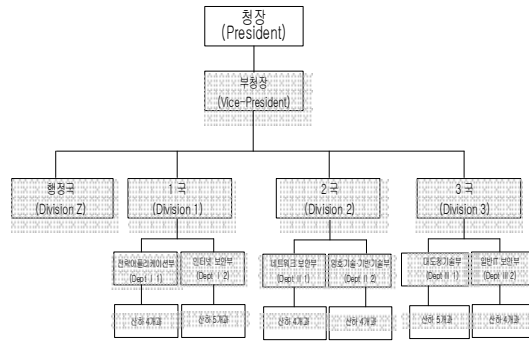 청장
(President)
부청장
(Vice-President)
행정국
(Division Z)
1 국
(Division 1)
2 국
(Division 2)
3 국
(Division 3)
전략어플리케이션부
(Dept Ⅰ 1)
인터넷 보안부
(Dept Ⅰ 2)
네트워크 보안부
(Dept Ⅱ 1)
암호기술·기반기술부
(Dept Ⅱ 2)
대도청기술부
(Dept Ⅲ 1)
일반IT 보안부
(Dept Ⅲ 2)
산하 4개과
산하 5개과
산하 4개과
산하 4개과
산하 5개과
산하 4개과